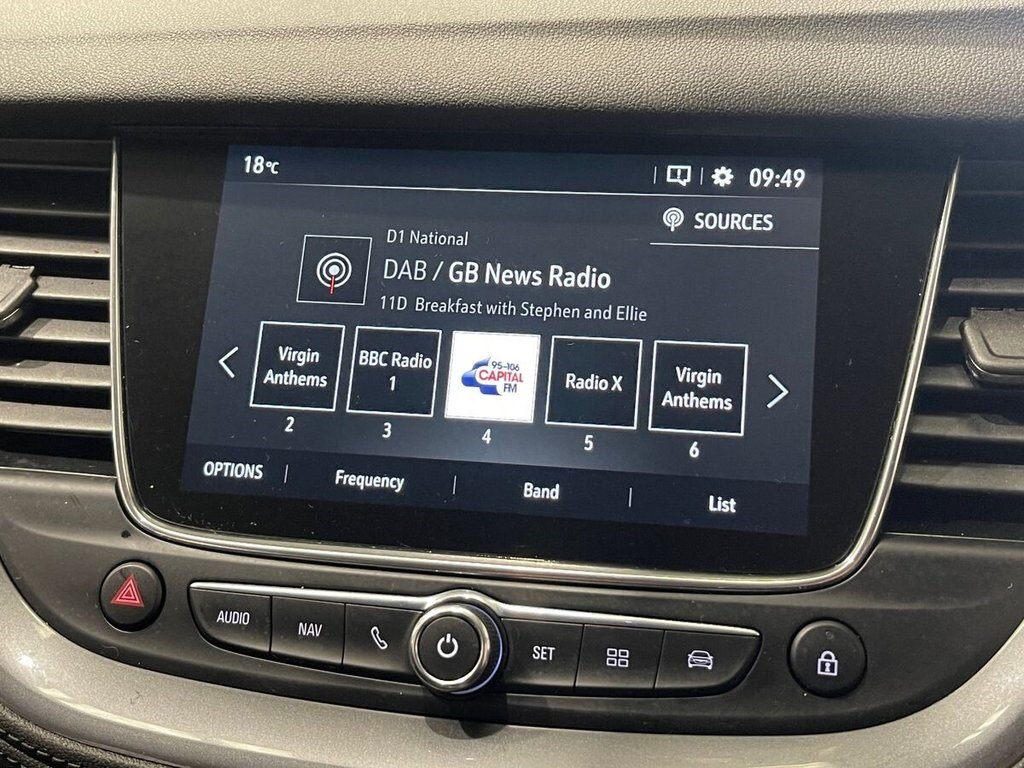 18°C
09:49
SOURCES
D1 National
DAB / GB News Radio
11D Breakfast with Stephen and Ellie
Virgin
Anthems
2
BBC Radio
1
3
95-106
CAPITAL
FM
4
Radio X
5
Virgin
Anthems
6
OPTIONS
Frequency
Band
List
AUDIO
NAV
SET